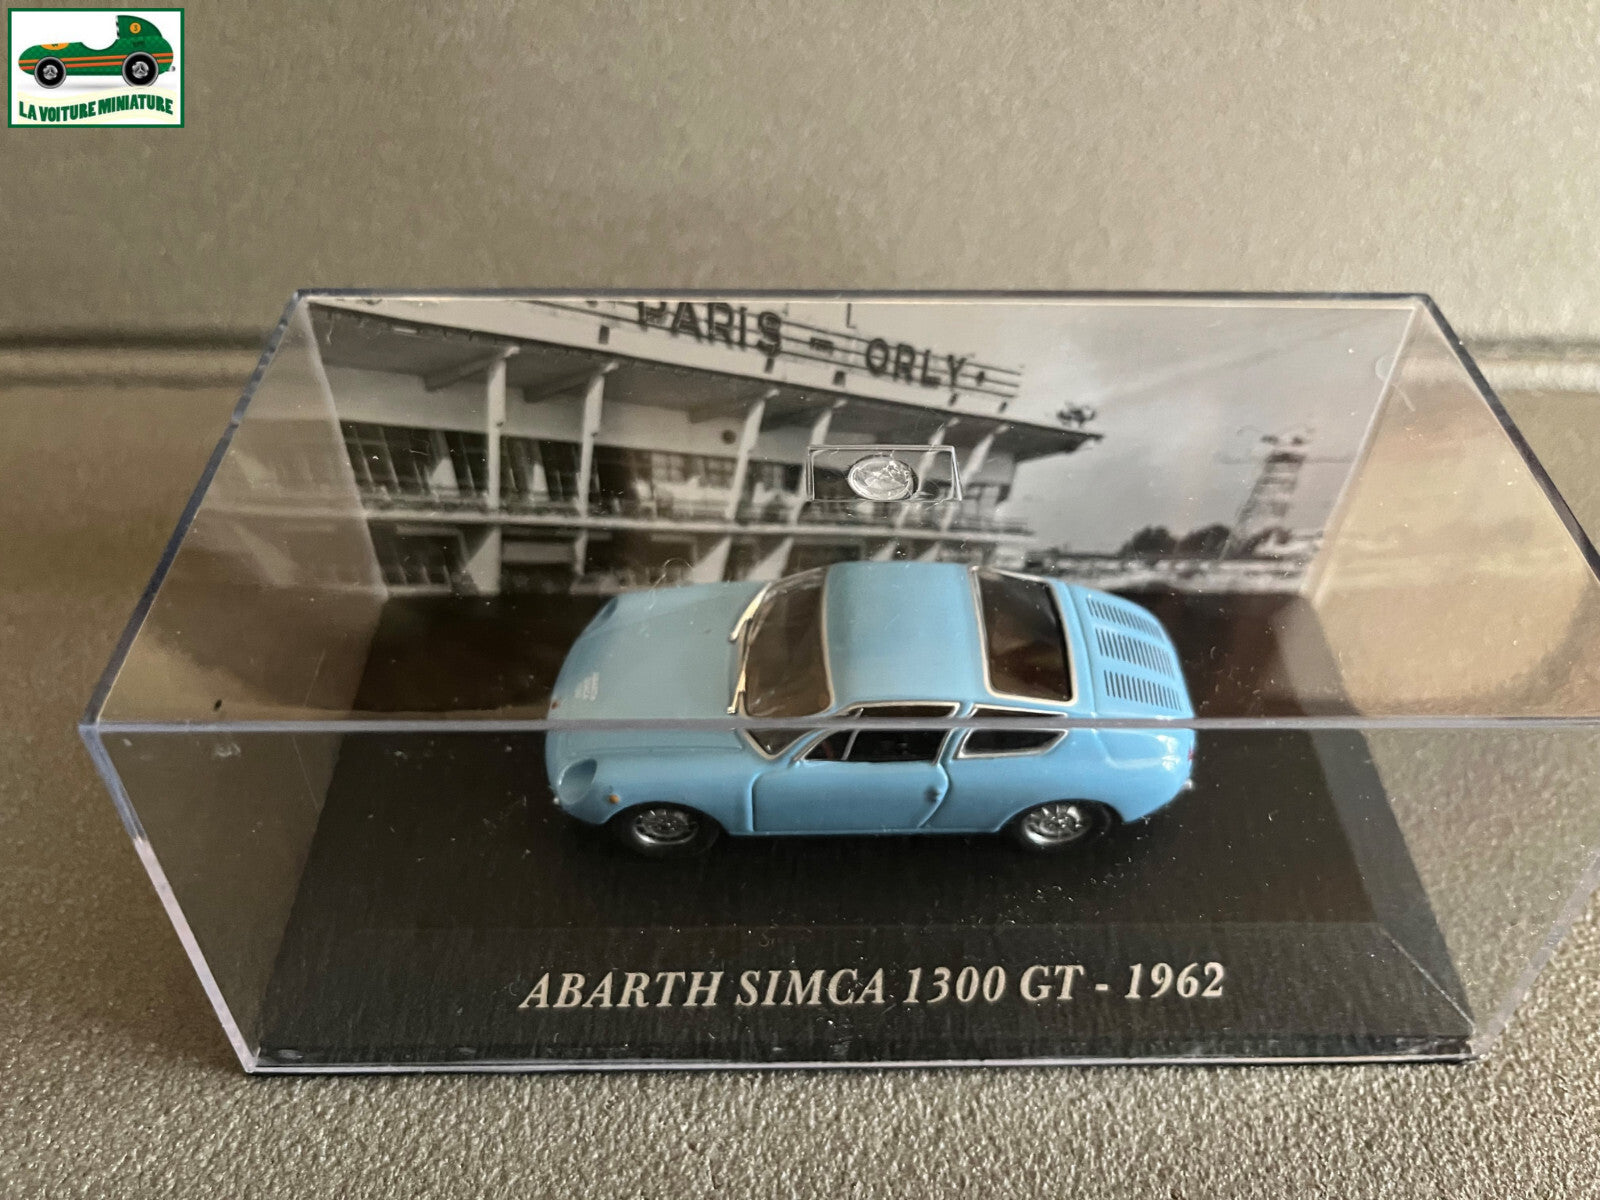 LA VOITURE MINIATURE
PARIS - ORLY
ABARTH SIMCA 1300 GT - 1962